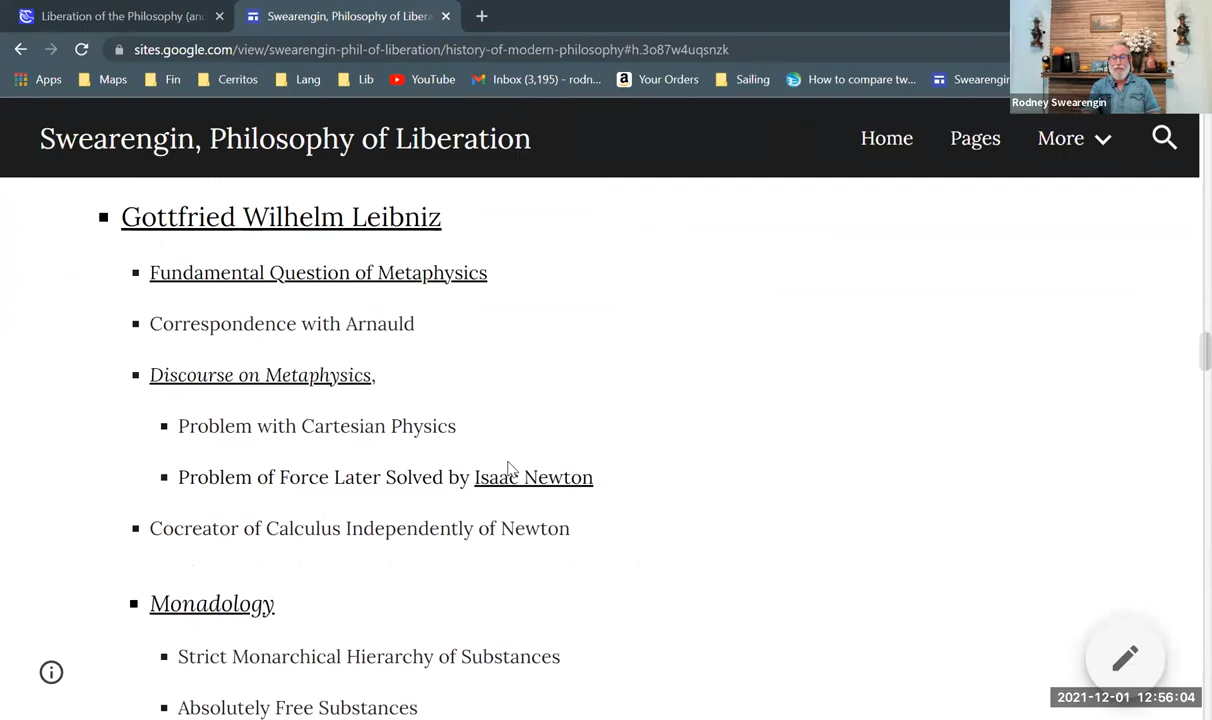 Liberation of the Philosophy (and
Swearengin, Philosophy of Libera
sites.google.com/view/swearengin-phil-of-liberation/history-of-modern-philosophy#h.3o87w4uqsnzk
Apps Maps Fin Cerritos Lang Lib YouTube Inbox (3,195) - rodn... Your Orders Sailing How to compare tw... Swearengin
Rodney Swearengin
Swearengin, Philosophy of Liberation
Home Pages More
Gottfried Wilhelm Leibniz
Fundamental Question of Metaphysics
Correspondence with Arnauld
Discourse on Metaphysics,
Problem with Cartesian Physics
Problem of Force Later Solved by Isaac Newton
Cocreator of Calculus Independently of Newton
Monadology
Strict Monarchical Hierarchy of Substances
Absolutely Free Substances
2021-12-01 12:56:04